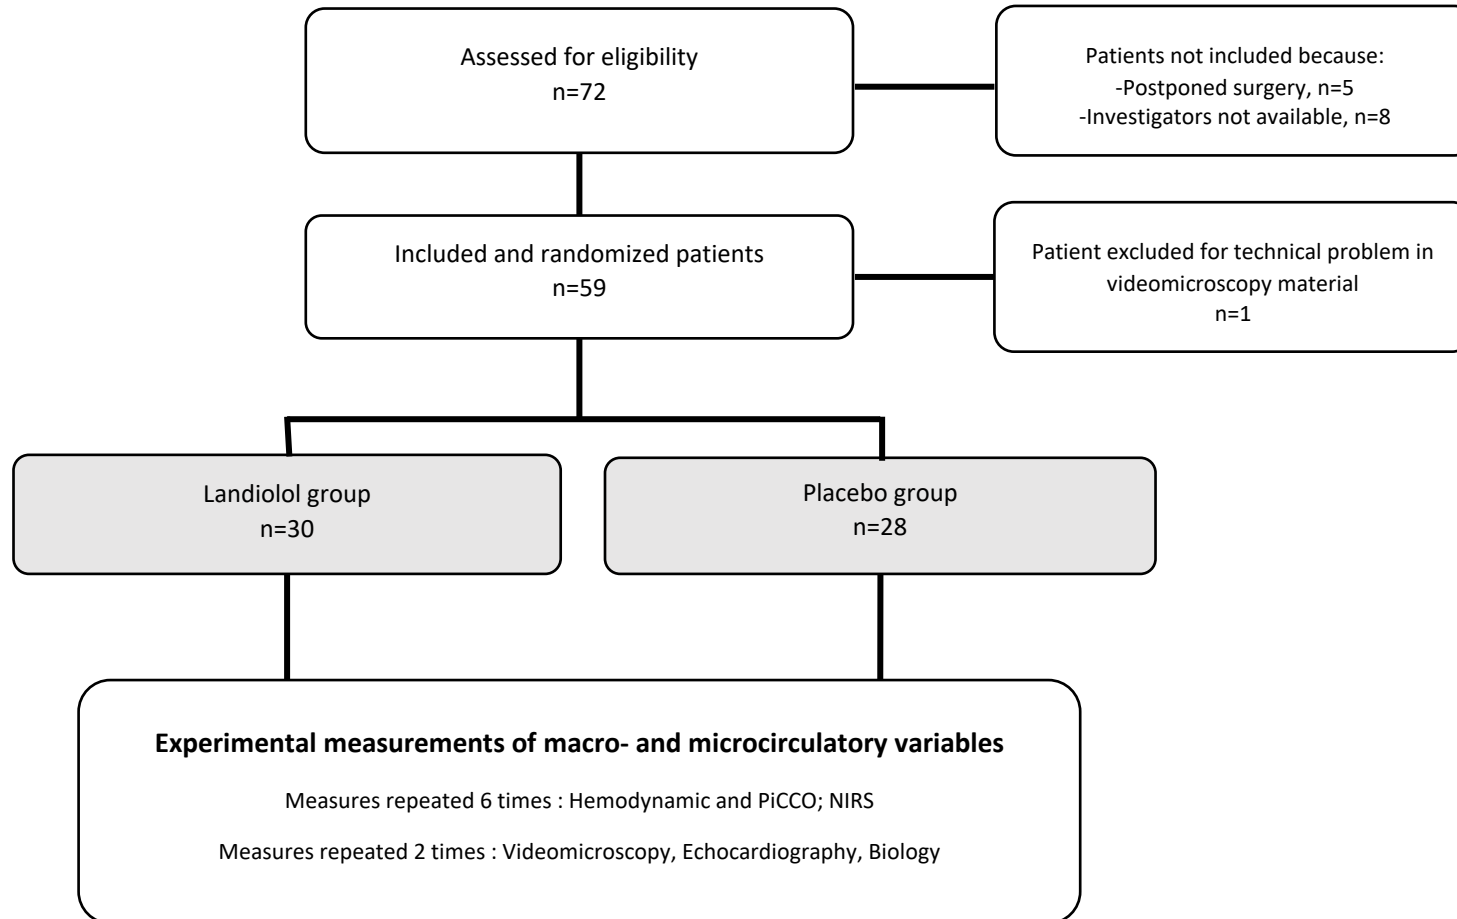 Assessed for eligibility
n=72
Patients not included because:
-Postponed surgery, n=5
-Investigators not available, n=8
Included and randomized patients
n=59
Patient excluded for technical problem in
videomicroscopy material
n=1
Landiolol group
n=30
Placebo group
n=28
Experimental measurements of macro- and microcirculatory variables
Measures repeated 6 times : Hemodynamic and PiCCO; NIRS
Measures repeated 2 times : Videomicroscopy, Echocardiography, Biology